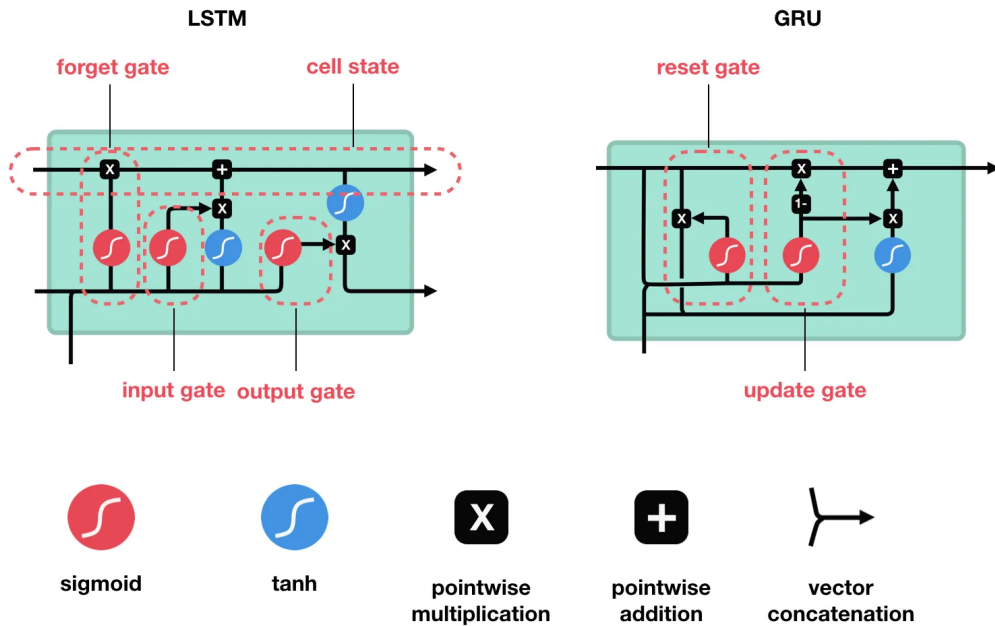 LSTM
GRU
forget gate
cell state
reset gate
X
+
X
X
X
+
1-
X
X
input gate
output gate
update gate
X
+
sigmoid
tanh
pointwise
multiplication
pointwise
addition
vector
concatenation